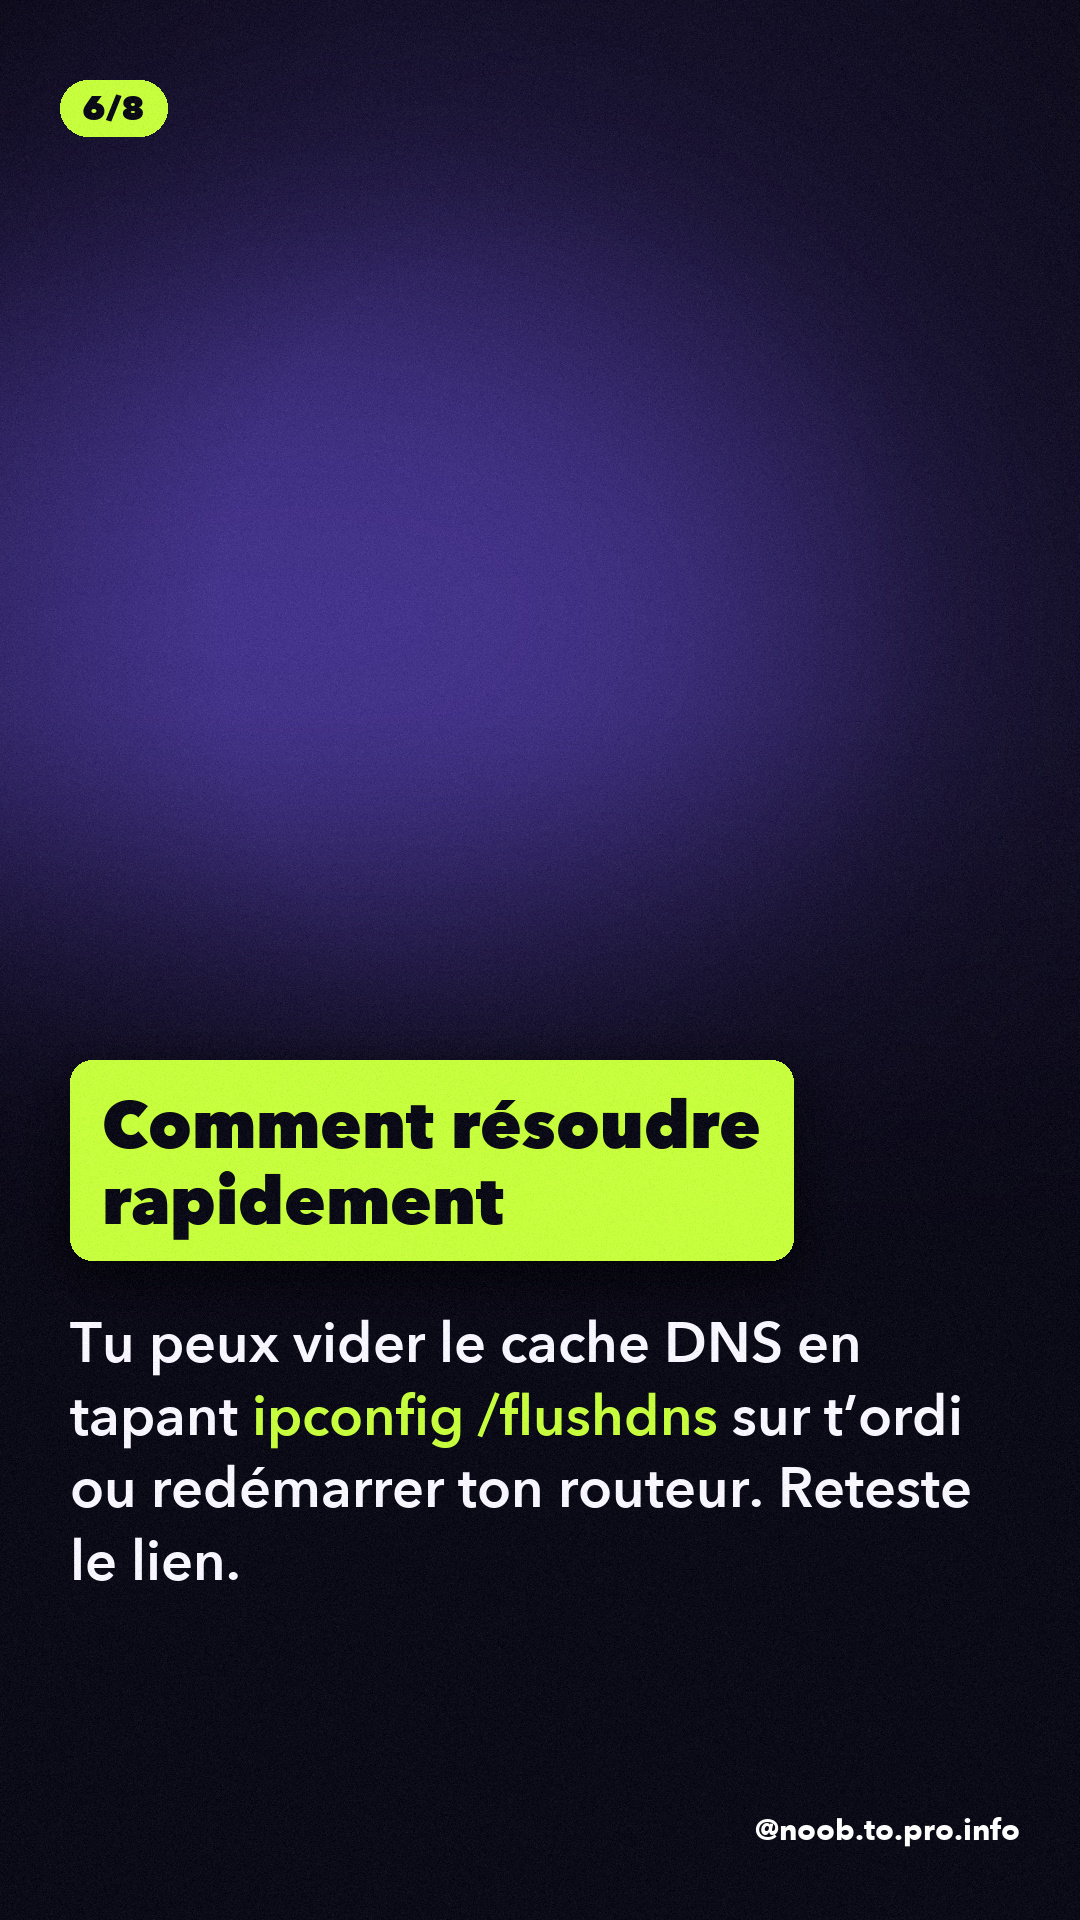 6/8
Comment résoudre
rapidement
Tu peux vider le cache DNS en
tapant ipconfig /flushdns sur t’ordi
ou redémarrer ton routeur. Reteste
le lien.
@noob.to.pro.info